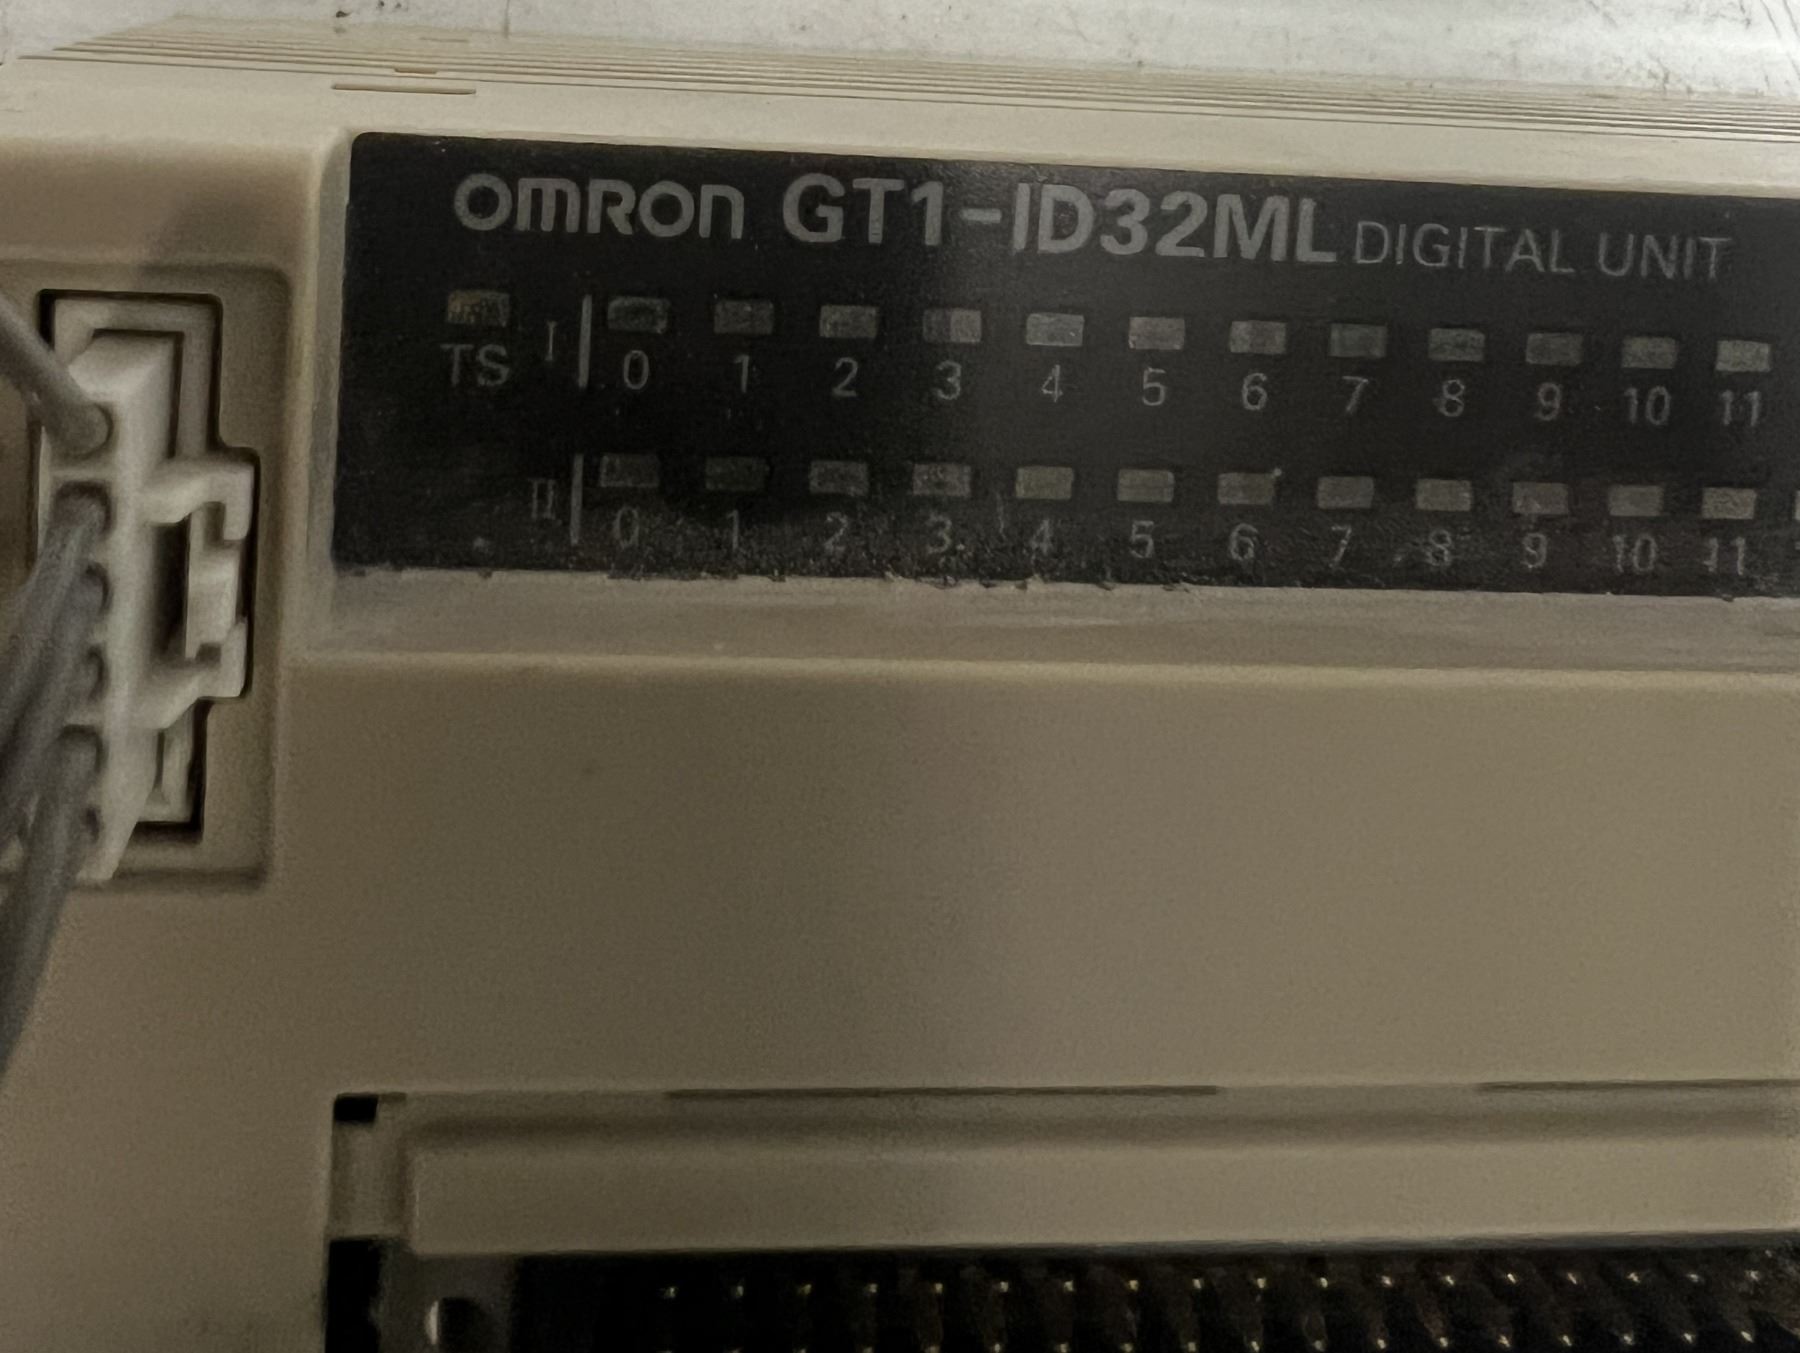 OMRON GT1-ID32ML DIGITAL UNIT
TS I 0 1 2 3 4 5 6 7 8 9 10 11
II 0 1 2 3 4 5 6 7 8 9 10 11